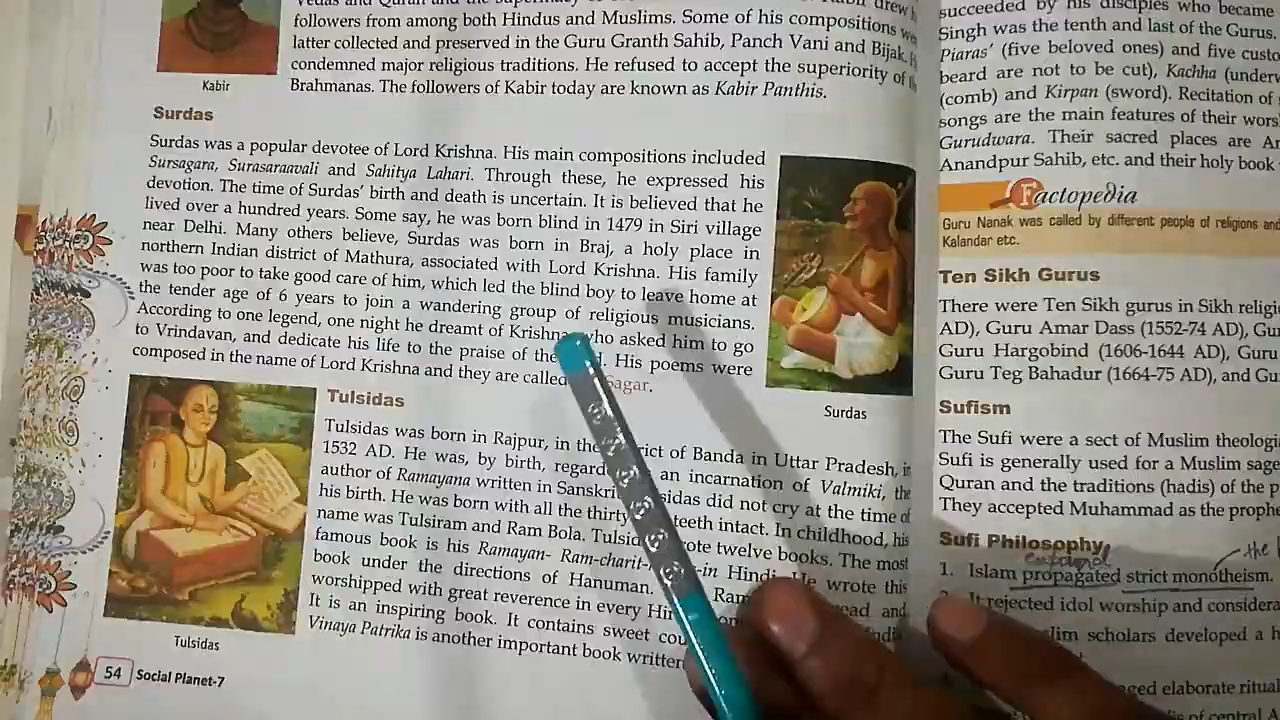 followers from among both Hindus and Muslims. Some of his compositions
latter collected and preserved in the Guru Granth Sahib, Panch Vani and Bijak.
condemned major religious traditions. He refused to accept the superiority of
Brahmanas. The followers of Kabir today are known as Kabir Panthis.
Kabir
Surdas
Surdas was a popular devotee of Lord Krishna. His main compositions included
Sursagara, Surasaraavali and Sahitya Lahari. Through these, he expressed his
devotion. The time of Surdas' birth and death is uncertain. It is believed that he
lived over a hundred years. Some say, he was born blind in 1479 in Siri village
near Delhi. Many others believe, Surdas was born in Braj, a holy place in
northern Indian district of Mathura, associated with Lord Krishna. His family
was too poor to take good care of him, which led the blind boy to leave home at
the tender age of 6 years to join a wandering group of religious musicians.
According to one legend, one night he dreamt of Krishna who asked him to go
to Vrindavan, and dedicate his life to the praise of the His poems were
composed in the name of Lord Krishna and they are called Sagar.
Surdas
Tulsidas
Tulsidas was born in Rajpur, in the of Banda in Uttar Pradesh, in
1532 AD. He was, by birth, an incarnation of Valmiki, the
author of Ramayana written in did not cry at the time of
his birth. He was born with all the thirty teeth intact. In childhood, his
name was Tulsiram and Ram Bola. wrote twelve books. The most
famous book is his Ramayan- Ram-charit- -in Hindi. He wrote this
book under the directions of Hanuman. and
worshipped with great reverence in every
It is an inspiring book. It contains sweet
Vinaya Patrika is another important book written
Tulsidas
54 Social Planet-7
succeeded by his disciples who became
Singh was the tenth and last of the Gurus.
Piaras' (five beloved ones) and five
beard are not to be cut), Kachha
(comb) and Kirpan (sword). Recitation of
songs are the main features of their
Gurudwara. Their sacred places are
Anandpur Sahib, etc. and their holy book
Factopedia
Guru Nanak was called by different people of religions
Kalandar etc.
Ten Sikh Gurus
There were Ten Sikh gurus in Sikh
AD), Guru Amar Dass (1552-74 AD),
Guru Hargobind (1606-1644 AD), Guru
Guru Teg Bahadur (1664-75 AD), and
Sufism
The Sufi were a sect of Muslim
Sufi is generally used for a Muslim sage
Quran and the traditions (hadis) of the
They accepted Muhammad as the
Sufi Philosophy
the
1. Islam propagated strict monotheism.
It rejected idol worship and
scholars developed a
elaborate
of central